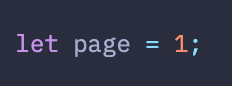 let page = 1;